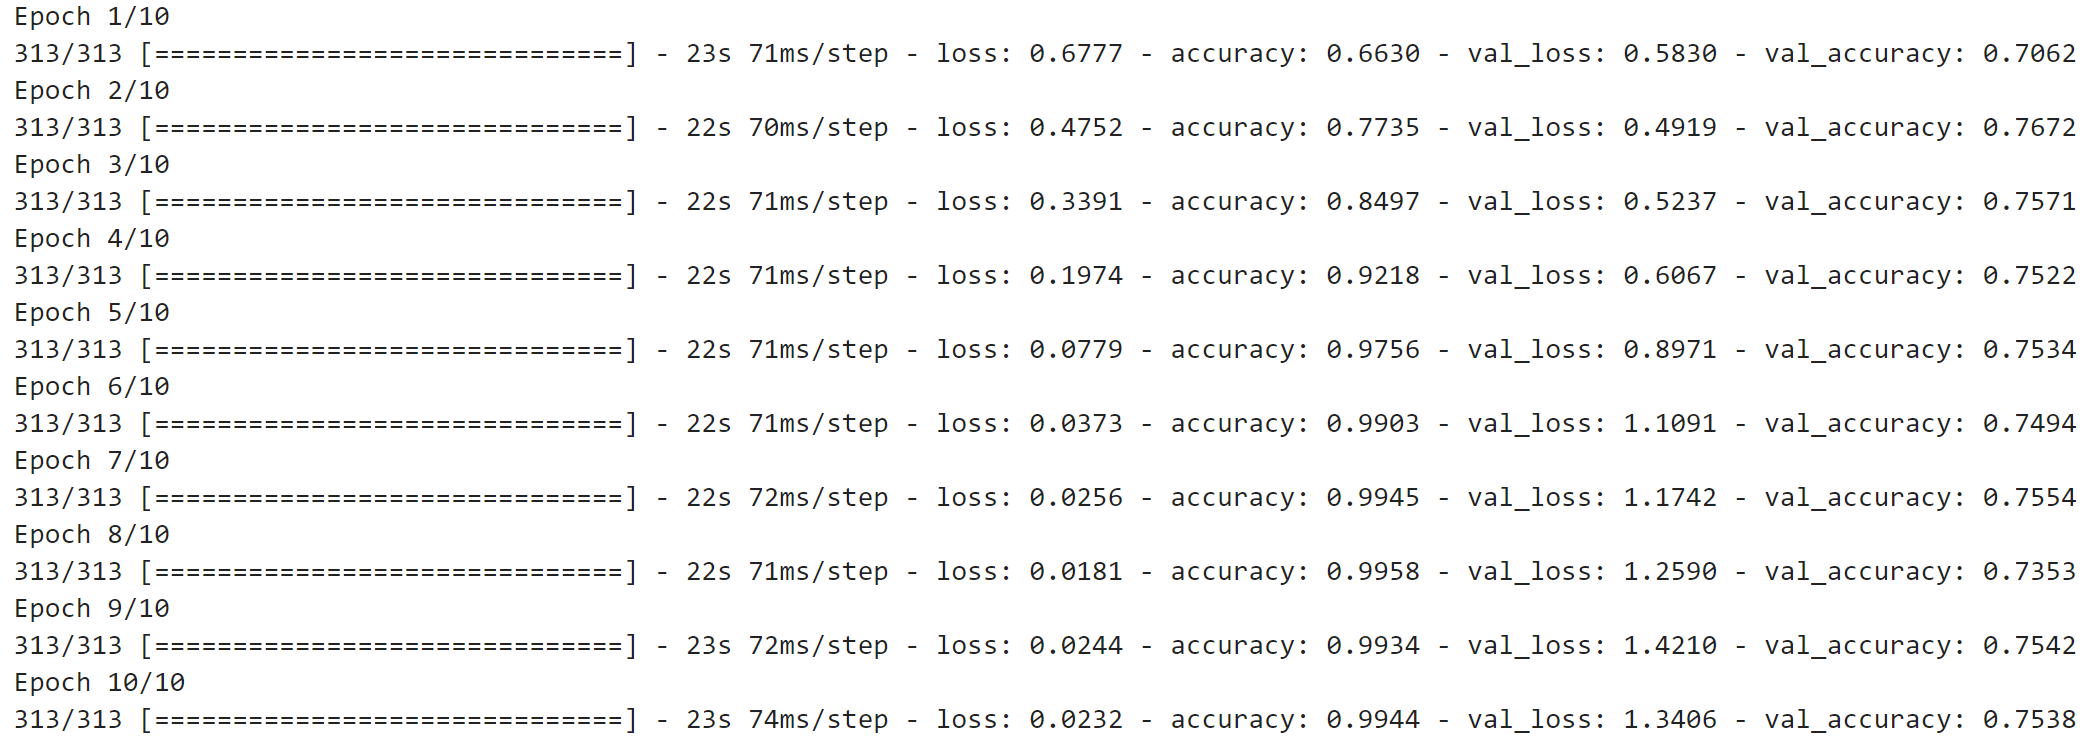 Epoch 1/10
313/313 [==============================] - 23s 71ms/step - loss: 0.6777 - accuracy: 0.6630 - val_loss: 0.5830 - val_accuracy: 0.7062
Epoch 2/10
313/313 [==============================] - 22s 70ms/step - loss: 0.4752 - accuracy: 0.7735 - val_loss: 0.4919 - val_accuracy: 0.7672
Epoch 3/10
313/313 [==============================] - 22s 71ms/step - loss: 0.3391 - accuracy: 0.8497 - val_loss: 0.5237 - val_accuracy: 0.7571
Epoch 4/10
313/313 [==============================] - 22s 71ms/step - loss: 0.1974 - accuracy: 0.9218 - val_loss: 0.6067 - val_accuracy: 0.7522
Epoch 5/10
313/313 [==============================] - 22s 71ms/step - loss: 0.0779 - accuracy: 0.9756 - val_loss: 0.8971 - val_accuracy: 0.7534
Epoch 6/10
313/313 [==============================] - 22s 71ms/step - loss: 0.0373 - accuracy: 0.9903 - val_loss: 1.1091 - val_accuracy: 0.7494
Epoch 7/10
313/313 [==============================] - 22s 72ms/step - loss: 0.0256 - accuracy: 0.9945 - val_loss: 1.1742 - val_accuracy: 0.7554
Epoch 8/10
313/313 [==============================] - 22s 71ms/step - loss: 0.0181 - accuracy: 0.9958 - val_loss: 1.2590 - val_accuracy: 0.7353
Epoch 9/10
313/313 [==============================] - 23s 72ms/step - loss: 0.0244 - accuracy: 0.9934 - val_loss: 1.4210 - val_accuracy: 0.7542
Epoch 10/10
313/313 [==============================] - 23s 74ms/step - loss: 0.0232 - accuracy: 0.9944 - val_loss: 1.3406 - val_accuracy: 0.7538